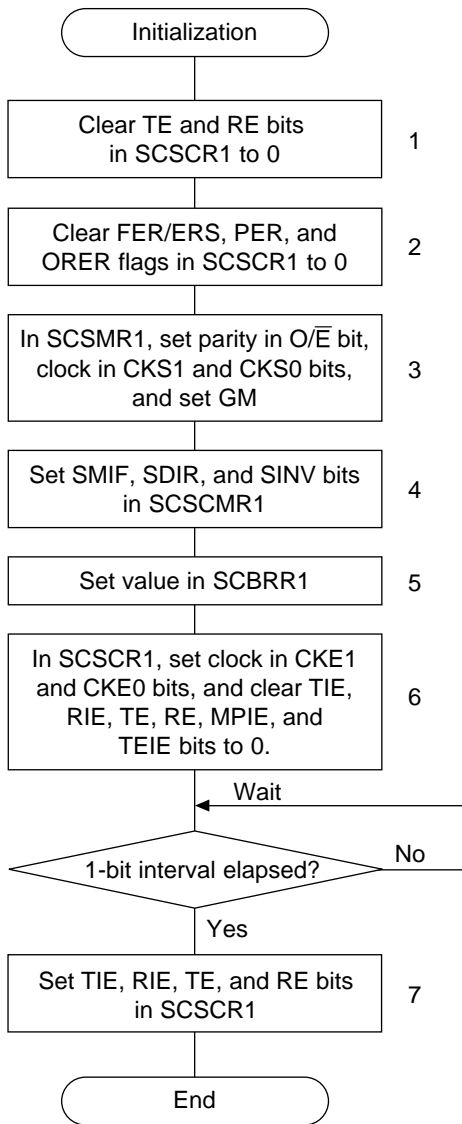 Initialization
Clear TE and RE bits
in SCSCR1 to 0
1
Clear FER/ERS, PER, and
ORER flags in SCSCR1 to 0
2
In SCSMR1, set parity in O/E̅ bit,
clock in CKS1 and CKS0 bits,
and set GM
3
Set SMIF, SDIR, and SINV bits
in SCSCMR1
4
Set value in SCBRR1
5
In SCSCR1, set clock in CKE1
and CKE0 bits, and clear TIE,
RIE, TE, RE, MPIE, and
TEIE bits to 0.
6
Wait
1-bit interval elapsed?
No
Yes
Set TIE, RIE, TE, and RE bits
in SCSCR1
7
End